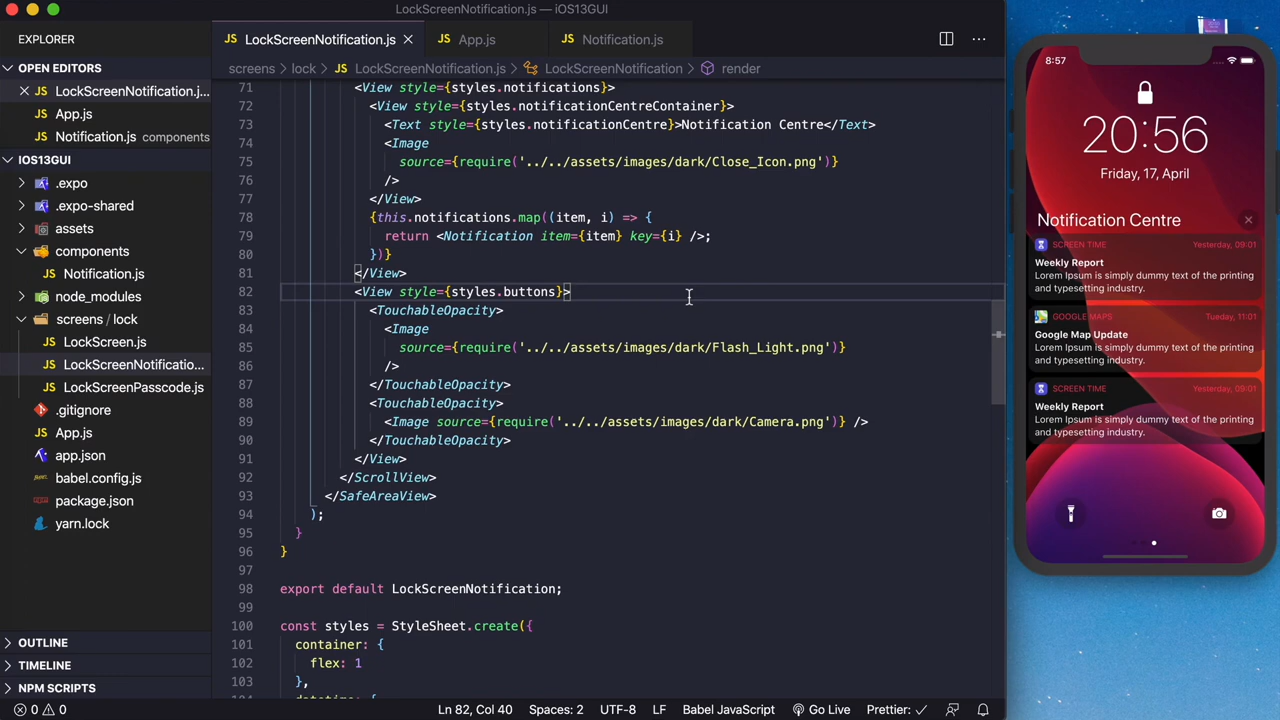 LockScreenNotification.js — iOS13GUI
EXPLORER
OPEN EDITORS
LockScreenNotification.j...
App.js
Notification.js components
IOS13GUI
.expo
.expo-shared
assets
components
Notification.js
node_modules
screens / lock
LockScreen.js
LockScreenNotificatio...
LockScreenPasscode.js
.gitignore
App.js
app.json
babel.config.js
package.json
yarn.lock
OUTLINE
TIMELINE
NPM SCRIPTS
JS LockScreenNotification.js
JS App.js
JS Notification.js
screens > lock > JS LockScreenNotification.js > LockScreenNotification > render
71 <View style={styles.notifications}>
72 <View style={styles.notificationCentreContainer}>
73 <Text style={styles.notificationCentre}>Notification Centre</Text>
74 <Image
75 source={require('../../assets/images/dark/Close_Icon.png')}
76 />
77 </View>
78 {this.notifications.map((item, i) => {
79 return <Notification item={item} key={i} />;
80 })}
81 </View>
82 <View style={styles.buttons}>
83 <TouchableOpacity>
84 <Image
85 source={require('../../assets/images/dark/Flash_Light.png')}
86 />
87 </TouchableOpacity>
88 <TouchableOpacity>
89 <Image source={require('../../assets/images/dark/Camera.png')} />
90 </TouchableOpacity>
91 </View>
92 </ScrollView>
93 </SafeAreaView>
94 );
95 }
96 }
97
98 export default LockScreenNotification;
99
100 const styles = StyleSheet.create({
101 container: {
102 flex: 1
103 },
datetime: {
0 0
Ln 82, Col 40 Spaces: 2 UTF-8 LF Babel JavaScript Go Live Prettier: ✓
8:57
20:56
Friday, 17, April
Notification Centre
SCREEN TIME Yesterday, 09:01
Weekly Report
Lorem Ipsum is simply dummy text of the printing
and typesetting industry.
GOOGLE MAPS Tueday, 11:01
Google Map Update
Lorem Ipsum is simply dummy text of the printing
and typesetting industry.
SCREEN TIME Yesterday, 09:01
Weekly Report
Lorem Ipsum is simply dummy text of the printing
and typesetting industry.